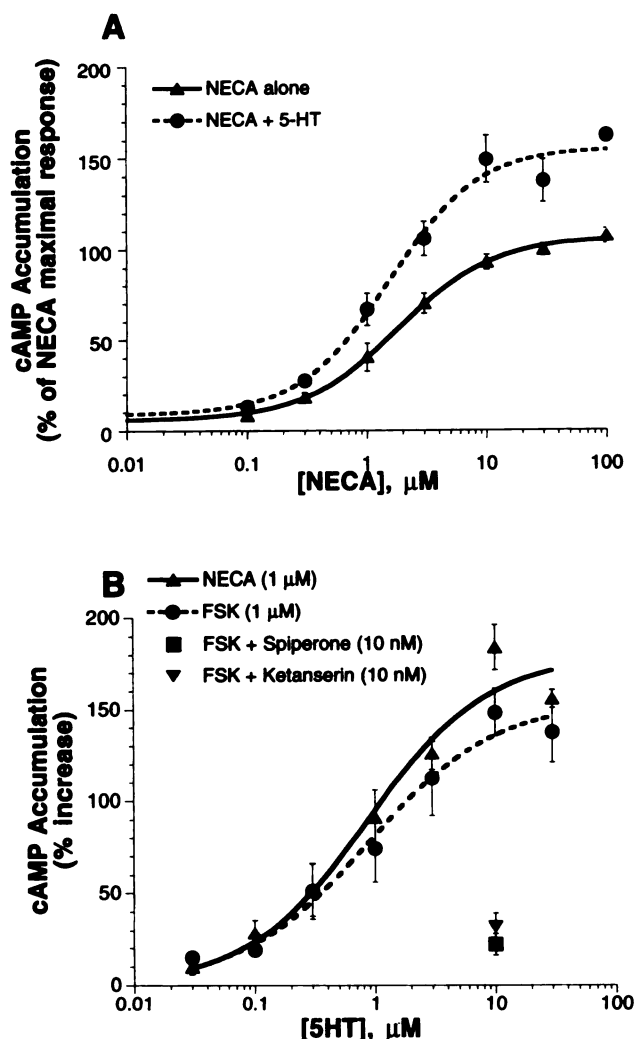 A
200
150
100
50
0
cAMP Accumulation
(% of NECA maximal response)
NECA alone
NECA + 5-HT
0.01 0.1 1 10 100
[NECA], μM
B
NECA (1 μM)
FSK (1 μM)
FSK + Spiperone (10 nM)
FSK + Ketanserin (10 nM)
200
150
100
50
0
cAMP Accumulation
(% increase)
0.01 0.1 1 10 100
[5HT], μM